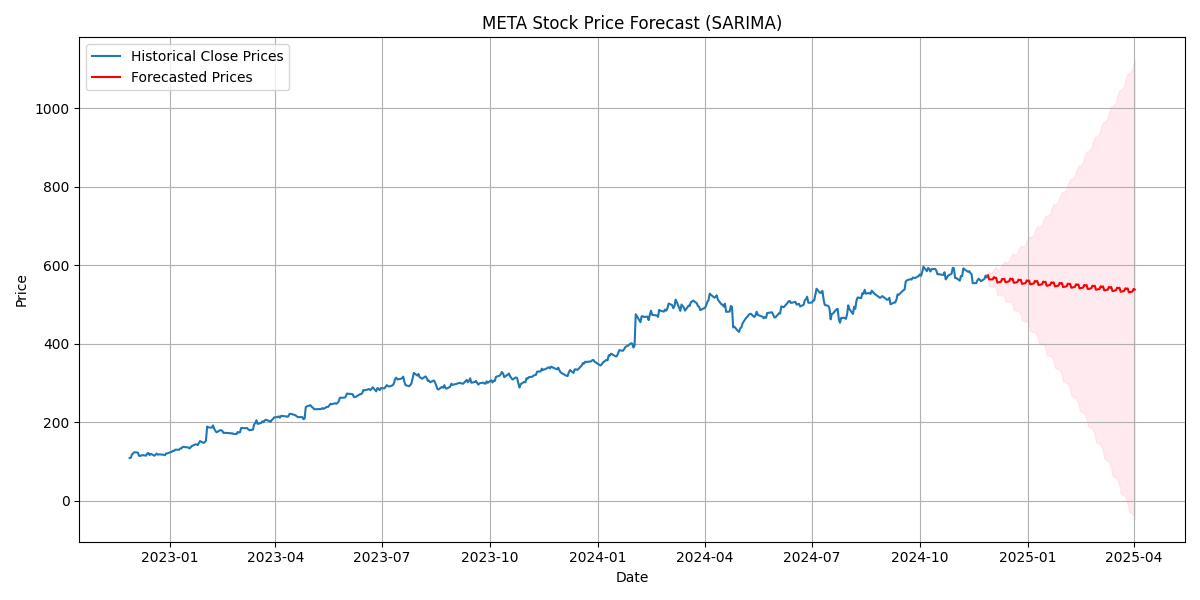 META Stock Price Forecast (SARIMA)
Historical Close Prices
Forecasted Prices
Price
1000
800
600
400
200
0
2023-01 2023-04 2023-07 2023-10 2024-01 2024-04 2024-07 2024-10 2025-01 2025-04
Date